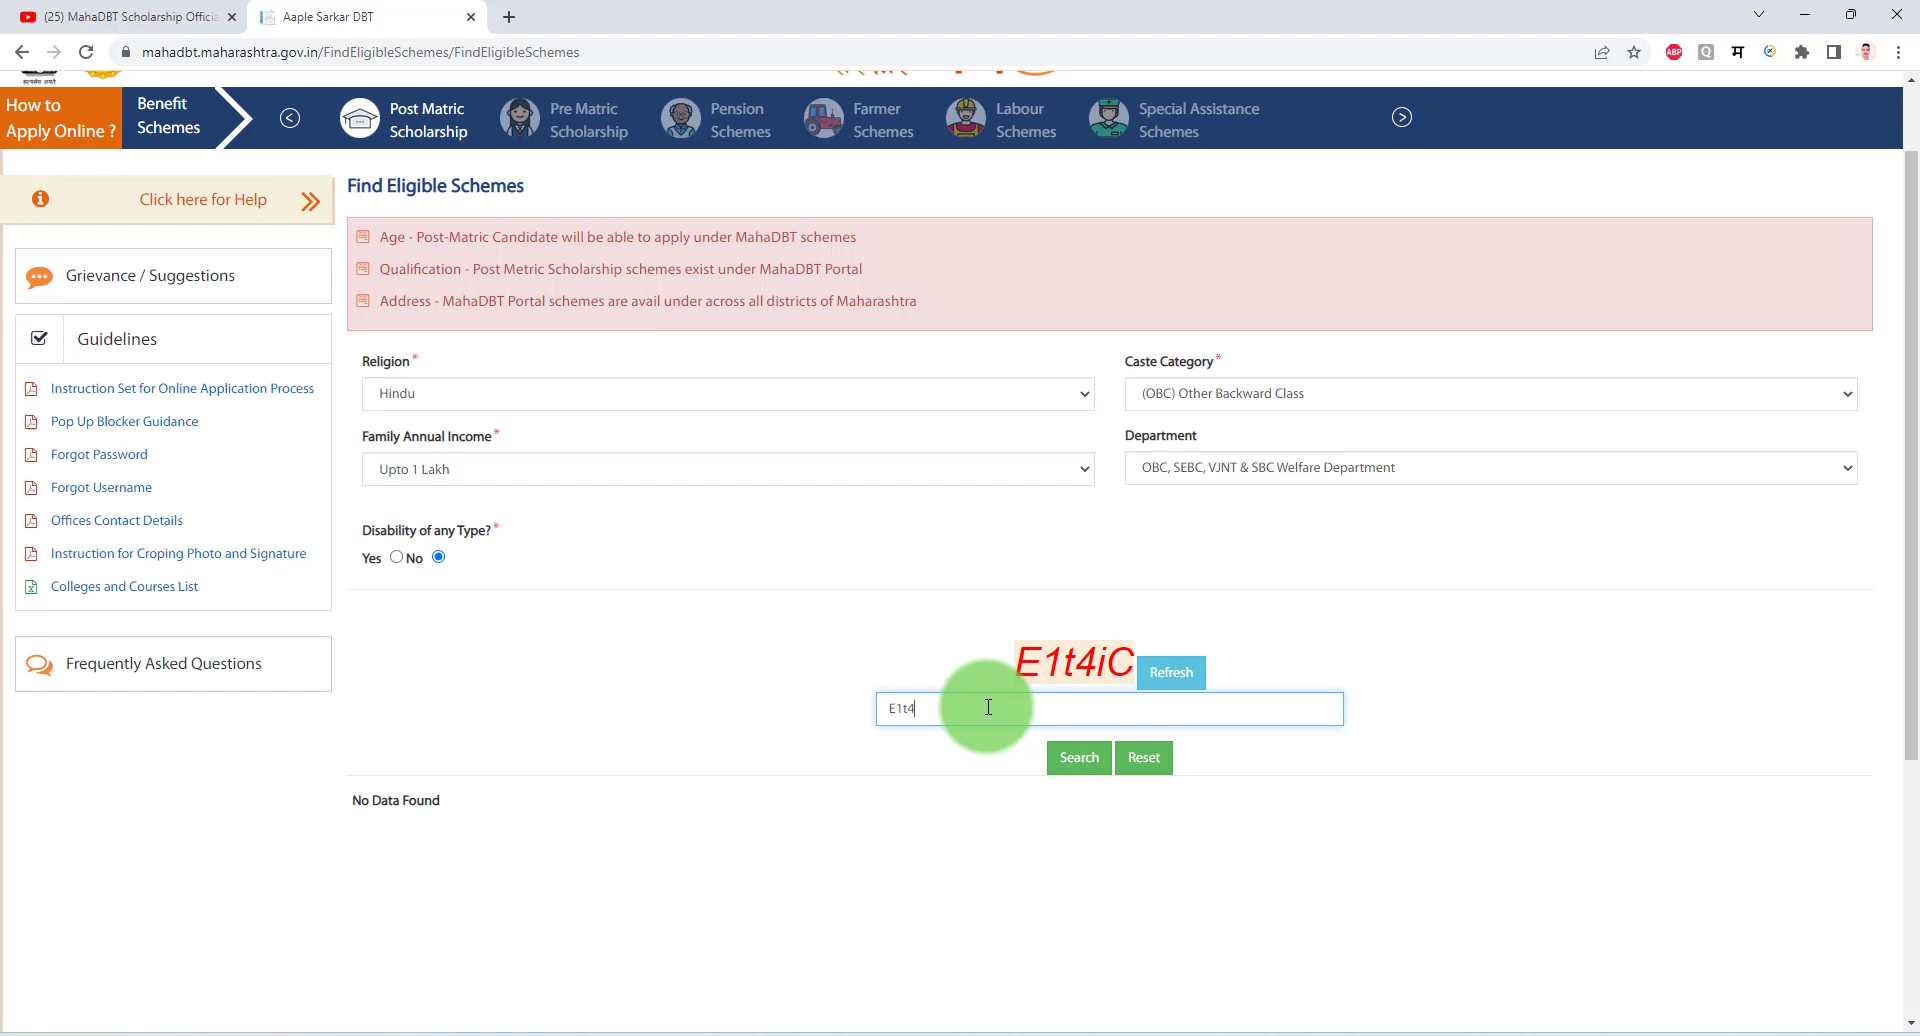 (25) MahaDBT Scholarship Officia
Aaple Sarkar DBT
mahadbt.maharashtra.gov.in/FindEligibleSchemes/FindEligibleSchemes
ABP
Q
म
सत्यमेव जयते
How to
Apply Online ?
Benefit
Schemes
Post Matric
Scholarship
Pre Matric
Scholarship
Pension
Schemes
Farmer
Schemes
Labour
Schemes
Special Assistance
Schemes
Click here for Help
Grievance / Suggestions
Guidelines
Instruction Set for Online Application Process
Pop Up Blocker Guidance
Forgot Password
Forgot Username
Offices Contact Details
Instruction for Croping Photo and Signature
Colleges and Courses List
Frequently Asked Questions
Find Eligible Schemes
Age - Post-Matric Candidate will be able to apply under MahaDBT schemes
Qualification - Post Metric Scholarship schemes exist under MahaDBT Portal
Address - MahaDBT Portal schemes are avail under across all districts of Maharashtra
Religion *
Hindu
Caste Category *
(OBC) Other Backward Class
Family Annual Income *
Upto 1 Lakh
Department
OBC, SEBC, VJNT & SBC Welfare Department
Disability of any Type? *
Yes No
E1t4iC
Refresh
E1t4
Search
Reset
No Data Found